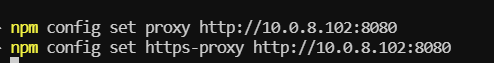 npm config set proxy http://10.0.8.102:8080
npm config set https-proxy http://10.0.8.102:8080